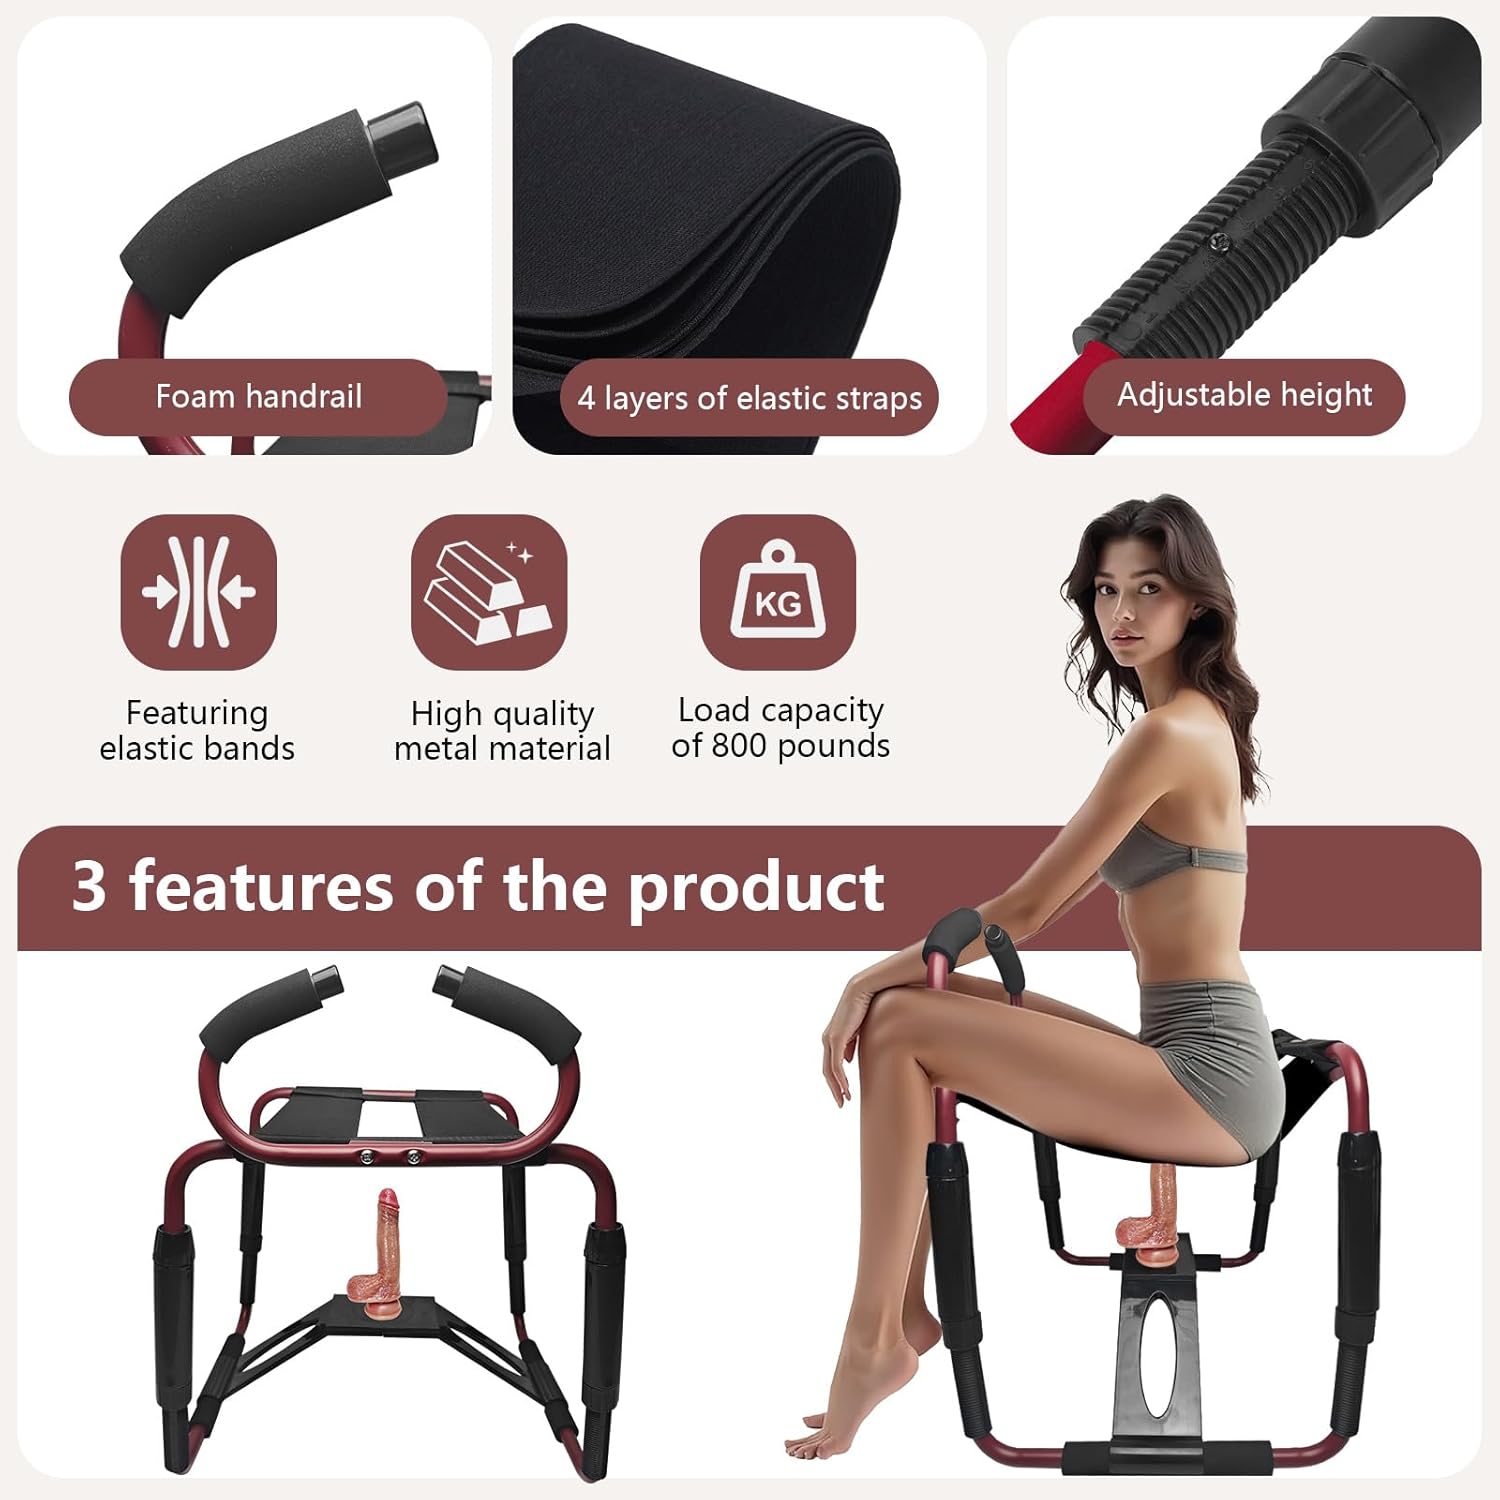 Foam handrail
4 layers of elastic straps
Adjustable height
Featuring
elastic bands
High quality
metal material
KG
Load capacity
of 800 pounds
3 features of the product